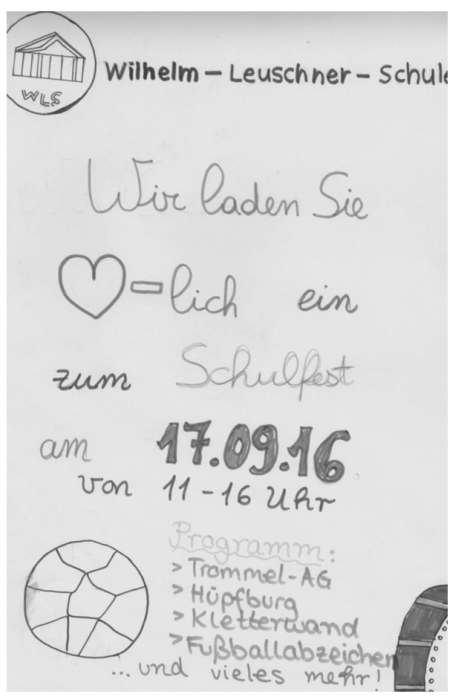 WLS
Wilhelm - Leuschner - Schule
Wir laden Sie
♡-lich ein
zum Schulfest
am 17.09.16
von 11-16 Uhr
Programm:
> Trommel-AG
> Hüpfburg
> Kletterwand
> Fußballabzeichen
... und vieles mehr!